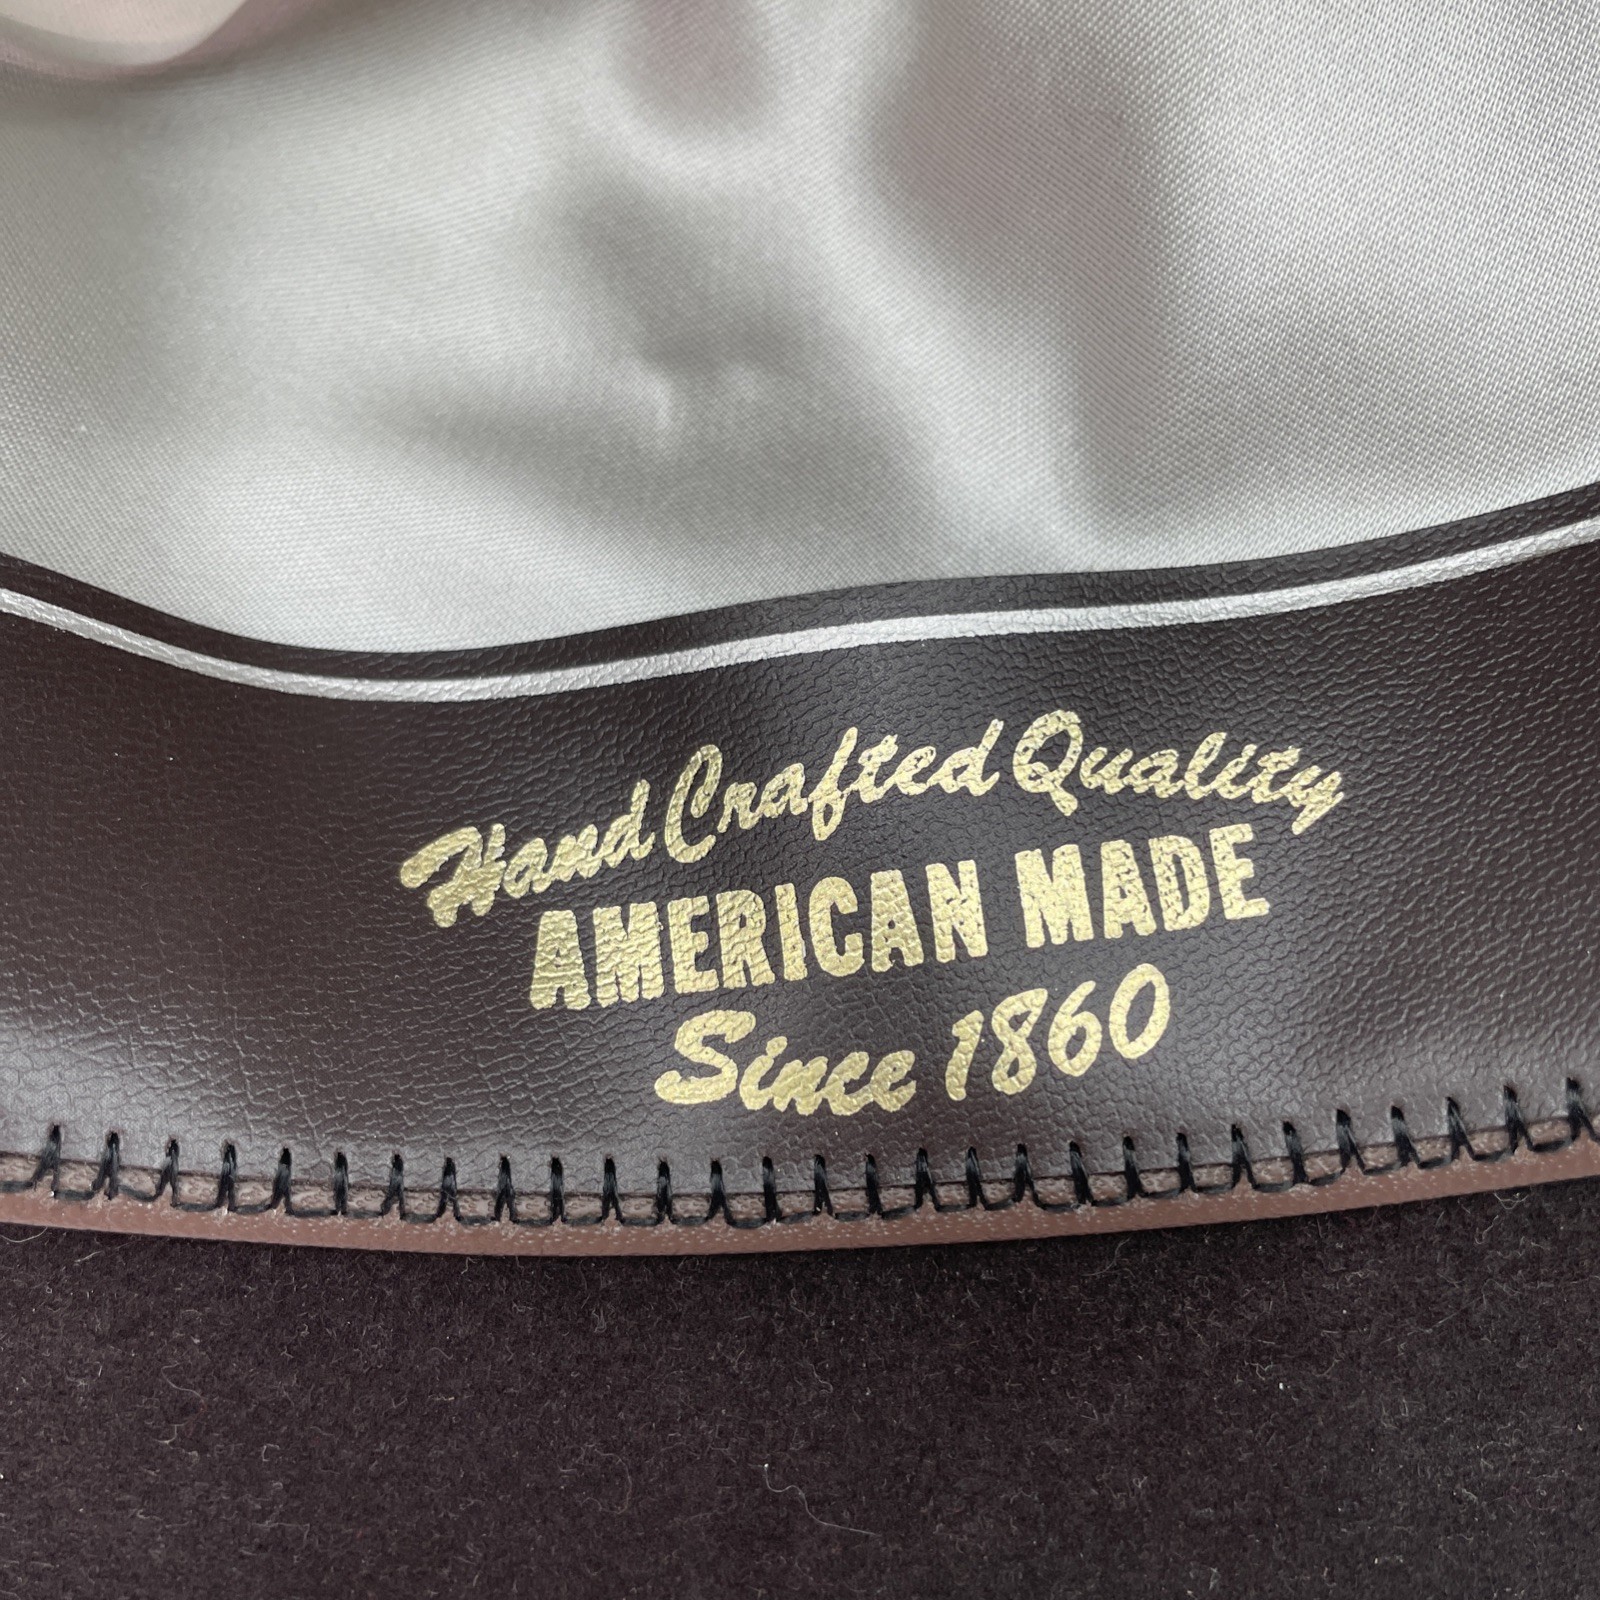 Hand Crafted Quality
AMERICAN MADE
Since 1860